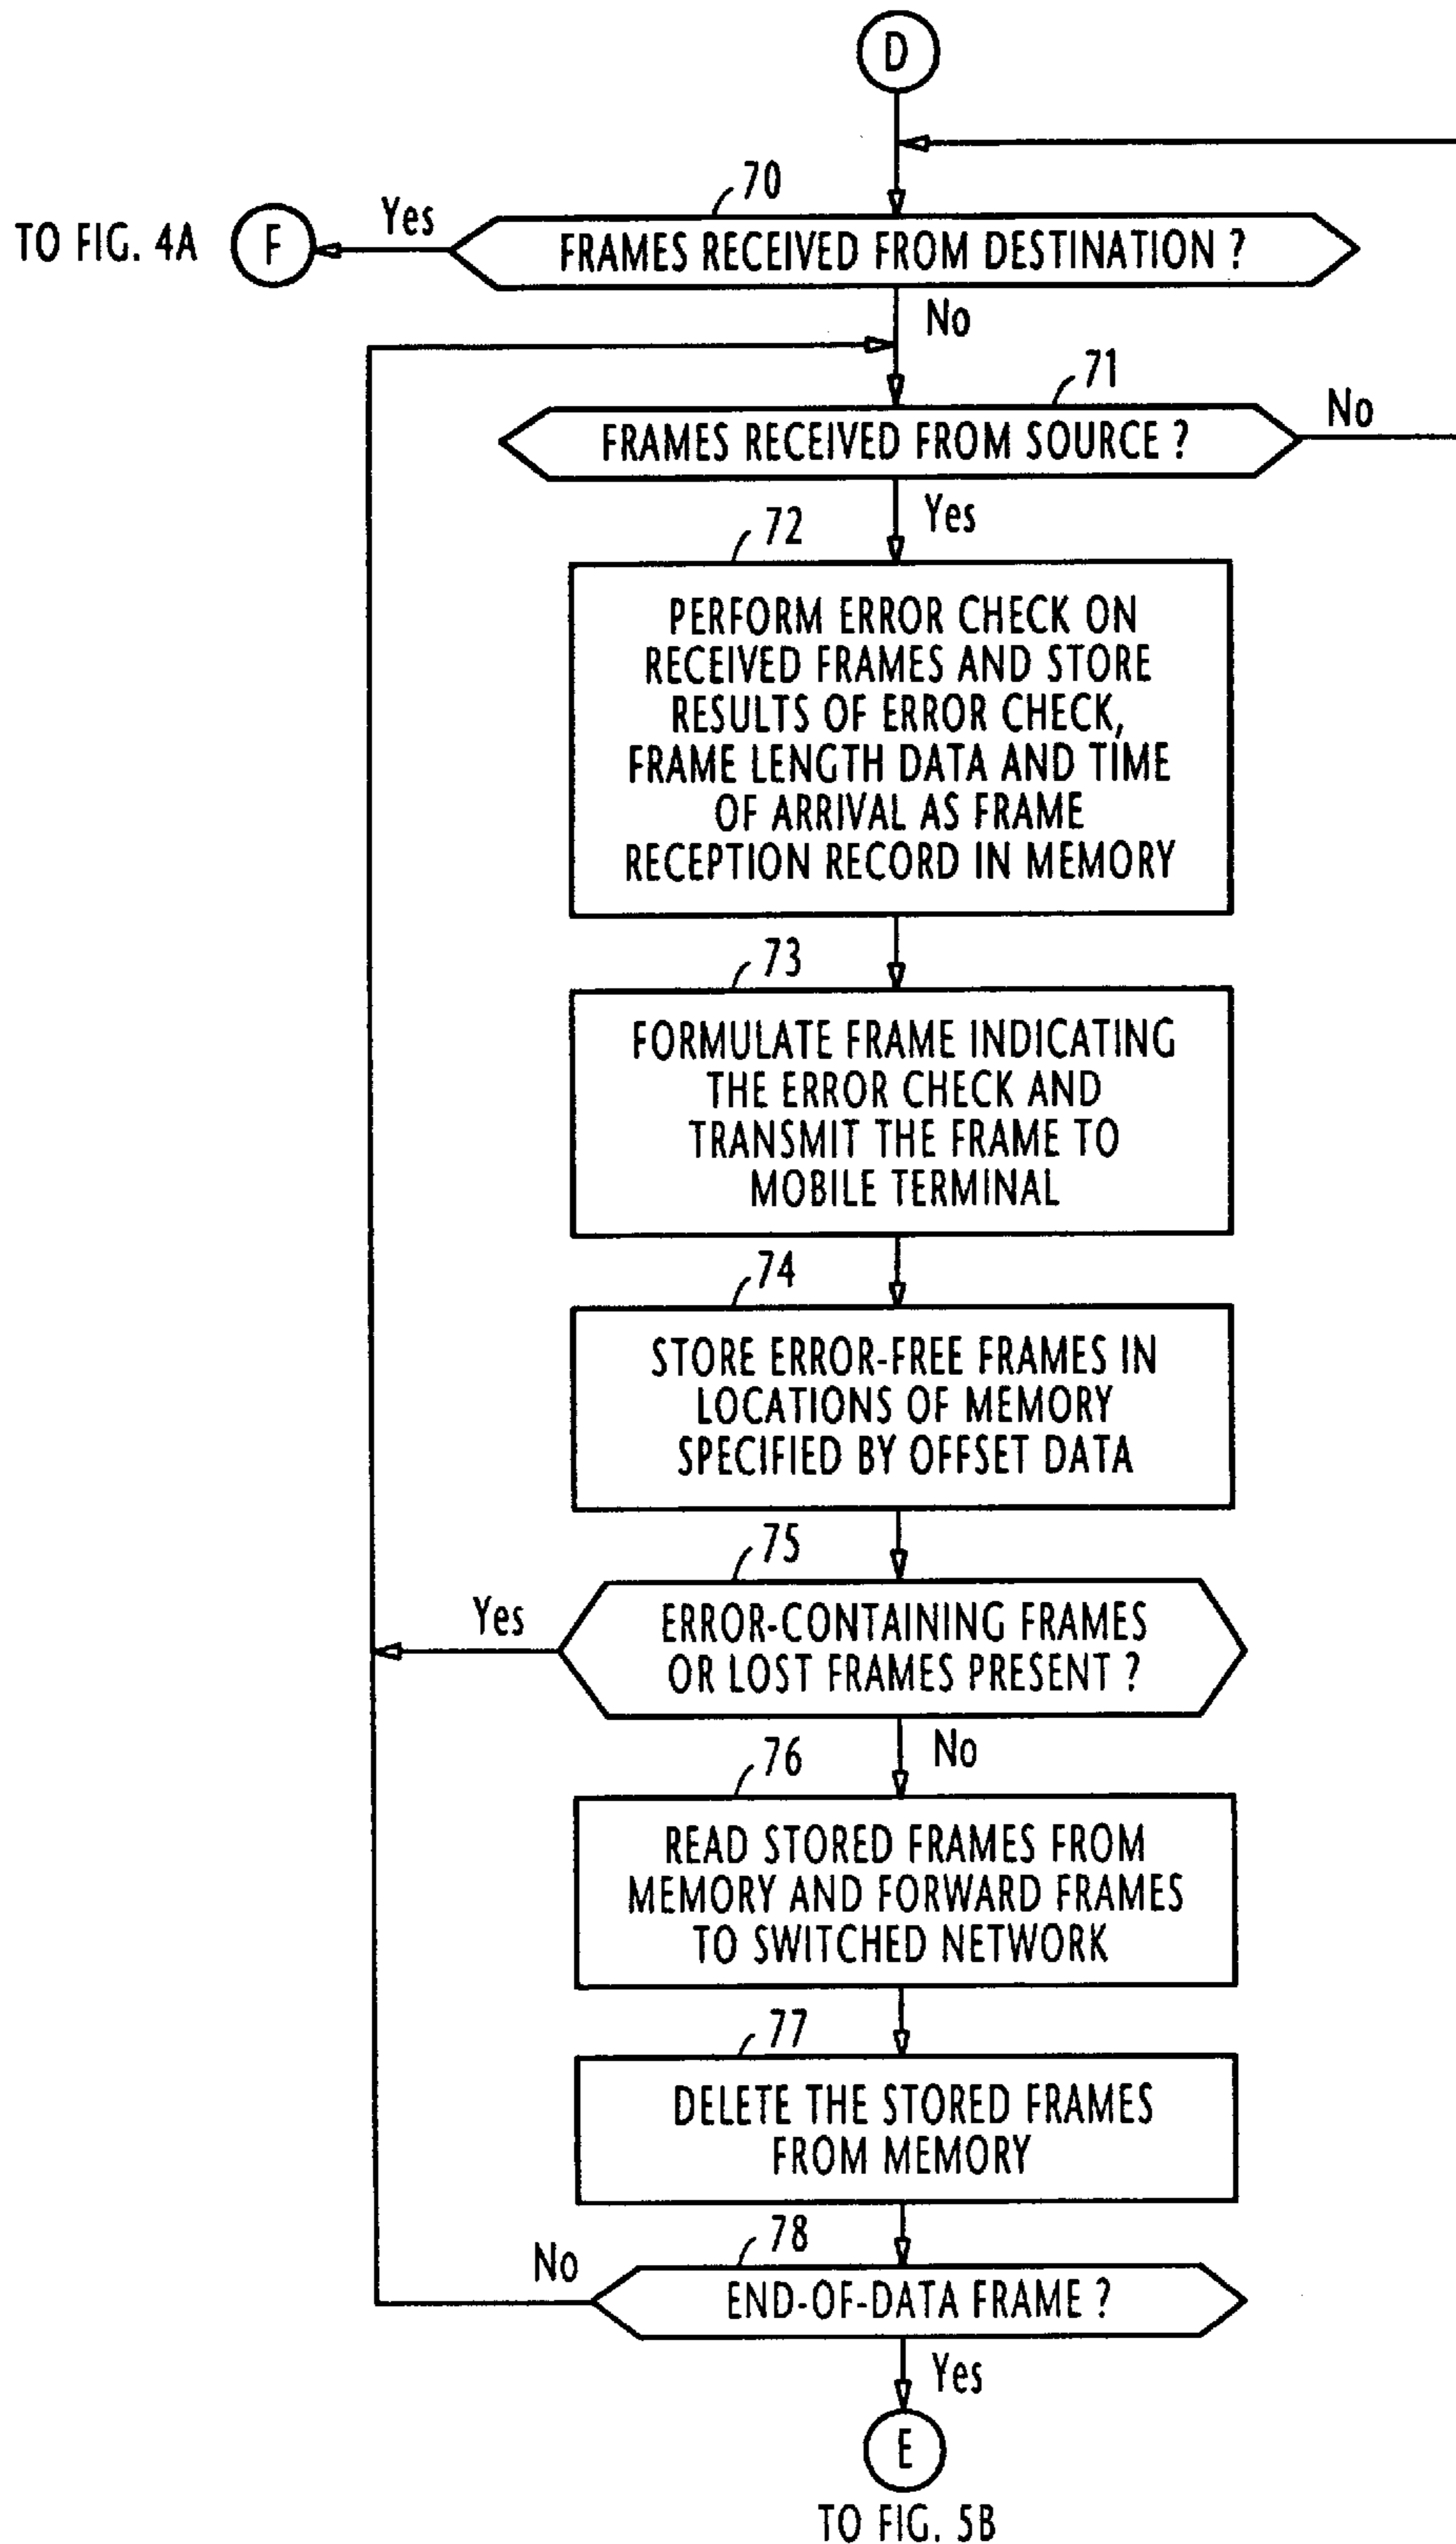 D
70
TO FIG. 4A
F
Yes
FRAMES RECEIVED FROM DESTINATION ?
No
71
FRAMES RECEIVED FROM SOURCE ?
No
Yes
72
PERFORM ERROR CHECK ON
RECEIVED FRAMES AND STORE
RESULTS OF ERROR CHECK,
FRAME LENGTH DATA AND TIME
OF ARRIVAL AS FRAME
RECEPTION RECORD IN MEMORY
73
FORMULATE FRAME INDICATING
THE ERROR CHECK AND
TRANSMIT THE FRAME TO
MOBILE TERMINAL
74
STORE ERROR-FREE FRAMES IN
LOCATIONS OF MEMORY
SPECIFIED BY OFFSET DATA
75
Yes
ERROR-CONTAINING FRAMES
OR LOST FRAMES PRESENT ?
No
76
READ STORED FRAMES FROM
MEMORY AND FORWARD FRAMES
TO SWITCHED NETWORK
77
DELETE THE STORED FRAMES
FROM MEMORY
78
No
END-OF-DATA FRAME ?
Yes
E
TO FIG. 5B